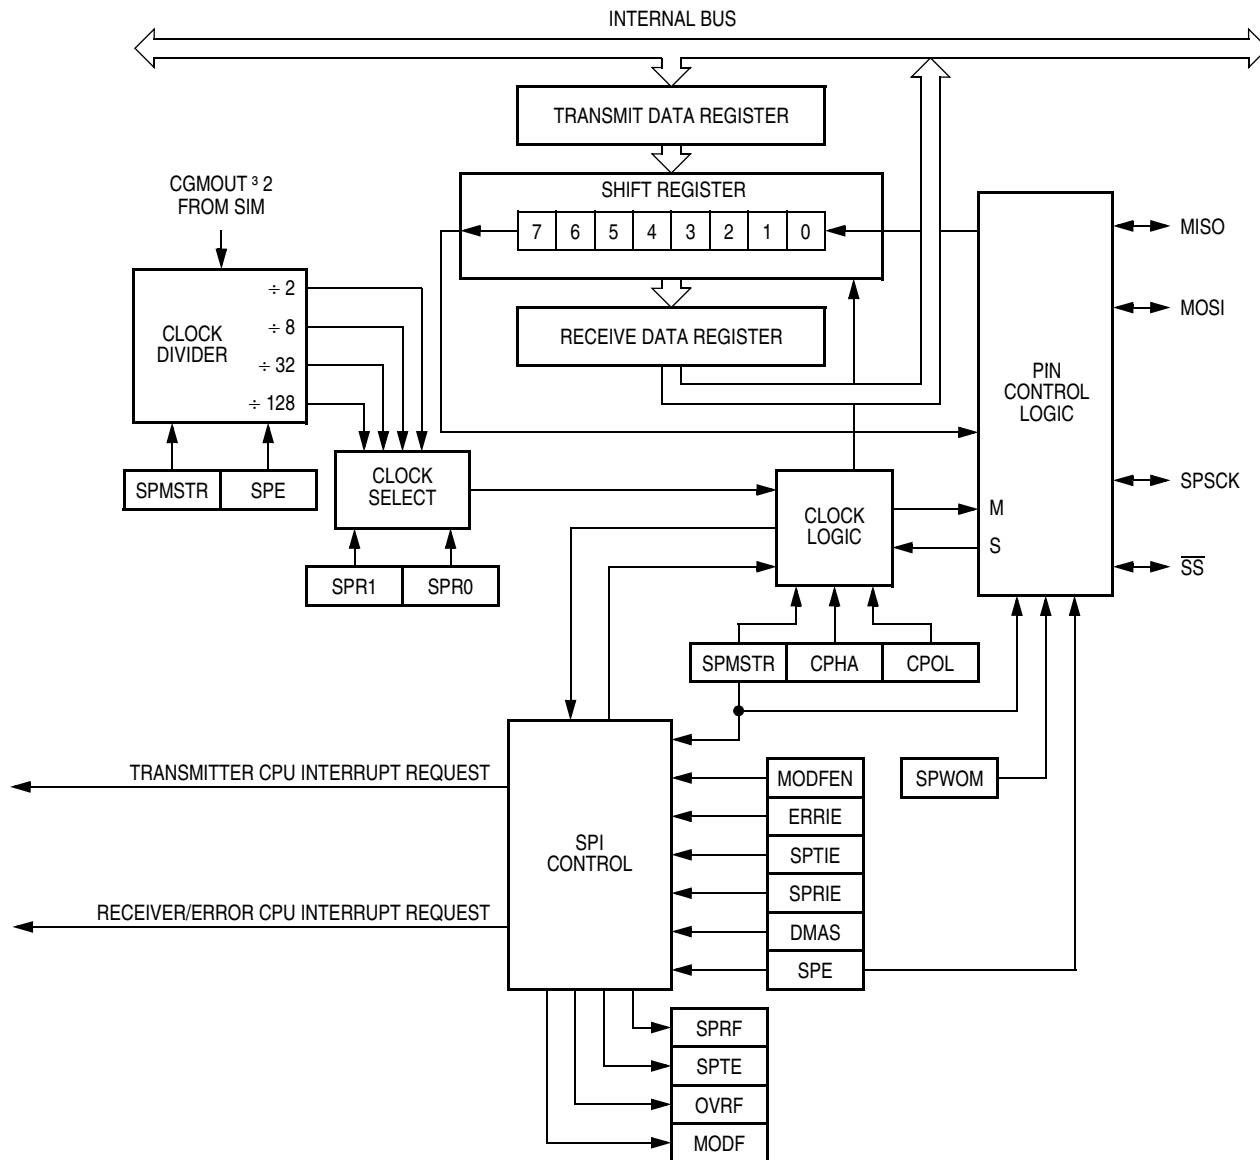 INTERNAL BUS
TRANSMIT DATA REGISTER
SHIFT REGISTER
7 6 5 4 3 2 1 0
RECEIVE DATA REGISTER
CGMOUT ³ 2
FROM SIM
CLOCK
DIVIDER
÷ 2
÷ 8
÷ 32
÷ 128
SPMSTR SPE
CLOCK
SELECT
SPR1 SPR0
PIN
CONTROL
LOGIC
M
S
MISO
MOSI
SPSCK
S̅S̅
CLOCK
LOGIC
SPMSTR CPHA CPOL
TRANSMITTER CPU INTERRUPT REQUEST
RECEIVER/ERROR CPU INTERRUPT REQUEST
SPI
CONTROL
MODFEN
ERRIE
SPTIE
SPRIE
DMAS
SPE
SPWOM
SPRF
SPTE
OVRF
MODF